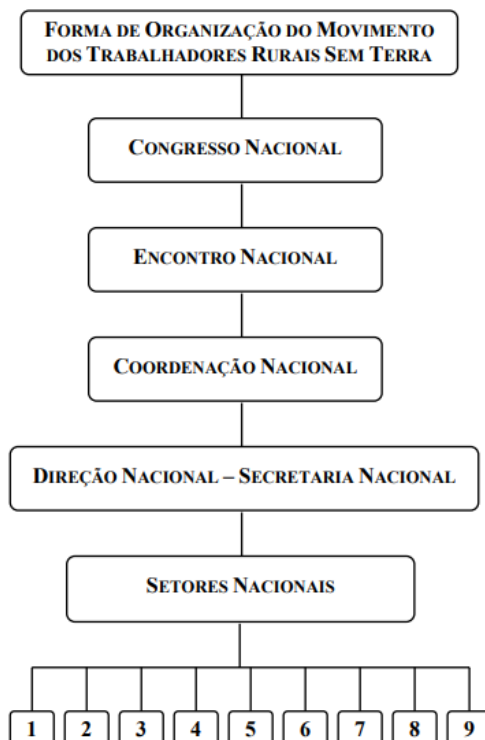 FORMA DE ORGANIZAÇÃO DO MOVIMENTO
DOS TRABALHADORES RURAIS SEM TERRA
CONGRESSO NACIONAL
ENCONTRO NACIONAL
COORDENAÇÃO NACIONAL
DIREÇÃO NACIONAL – SECRETARIA NACIONAL
SETORES NACIONAIS
1 2 3 4 5 6 7 8 9